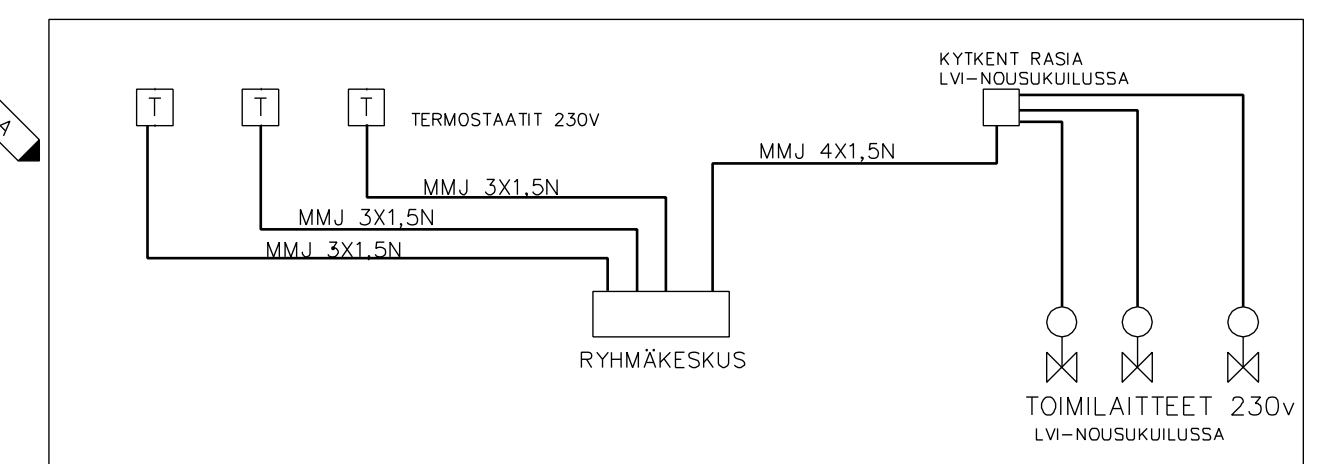 KYTKENT RASIA
LVI-NOUSUKUILUSSA
A
T
T
T
TERMOSTAATIT 230V
MMJ 4X1,5N
MMJ 3X1,5N
MMJ 3X1,5N
MMJ 3X1,5N
RYHMÄKESKUS
TOIMILAITTEET 230v
LVI-NOUSUKUILUSSA